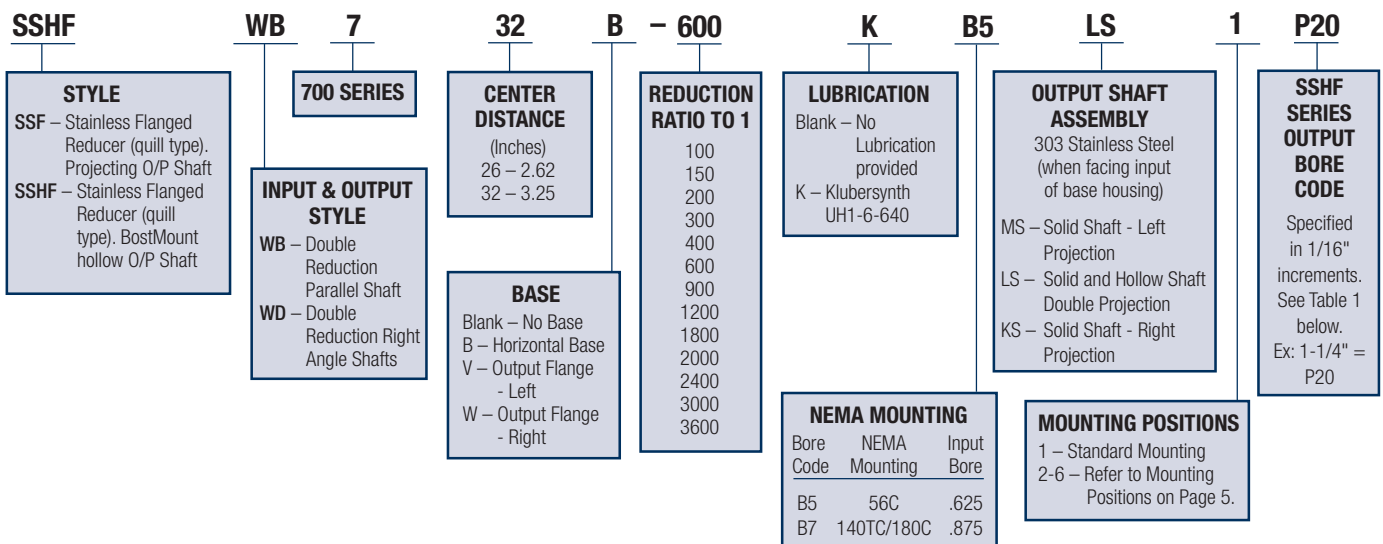 SSHF WB 7 32 B – 600 K B5 LS 1 P20
STYLE
SSF – Stainless Flanged
Reducer (quill type).
Projecting O/P Shaft
SSHF – Stainless Flanged
Reducer (quill
type). BostMount
hollow O/P Shaft
INPUT & OUTPUT
STYLE
WB – Double
Reduction
Parallel Shaft
WD – Double
Reduction Right
Angle Shafts
700 SERIES
CENTER
DISTANCE
(Inches)
26 – 2.62
32 – 3.25
BASE
Blank – No Base
B – Horizontal Base
V – Output Flange
- Left
W – Output Flange
- Right
REDUCTION
RATIO TO 1
100
150
200
300
400
600
900
1200
1800
2000
2400
3000
3600
LUBRICATION
Blank – No
Lubrication
provided
K – Klubersynth
UH1-6-640
NEMA MOUNTING
Bore NEMA Input
Code Mounting Bore
B5 56C .625
B7 140TC/180C .875
OUTPUT SHAFT
ASSEMBLY
303 Stainless Steel
(when facing input
of base housing)
MS – Solid Shaft - Left
Projection
LS – Solid and Hollow Shaft
Double Projection
KS – Solid Shaft - Right
Projection
MOUNTING POSITIONS
1 – Standard Mounting
2-6 – Refer to Mounting
Positions on Page 5.
SSHF
SERIES
OUTPUT
BORE
CODE
Specified
in 1/16"
increments.
See Table 1
below.
Ex: 1-1/4" =
P20